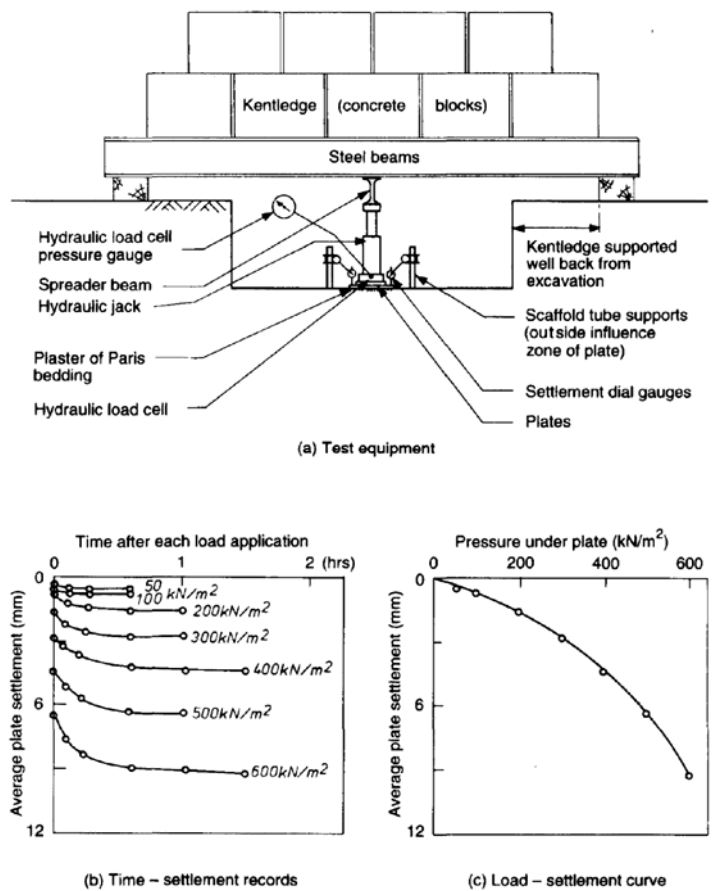 Kentledge (concrete blocks)
Steel beams
Hydraulic load cell
pressure gauge
Spreader beam
Hydraulic jack
Plaster of Paris
bedding
Hydraulic load cell
Kentledge supported
well back from
excavation
Scaffold tube supports
(outside influence
zone of plate)
Settlement dial gauges
Plates
(a) Test equipment
Time after each load application
0 1 2 (hrs)
0
6
12
Average plate settlement (mm)
50
100 kN/m²
200kN/m²
300kN/m²
400kN/m²
500kN/m²
600kN/m²
(b) Time – settlement records
Pressure under plate (kN/m²)
0 200 400 600
0
6
12
Average plate settlement (mm)
(c) Load – settlement curve